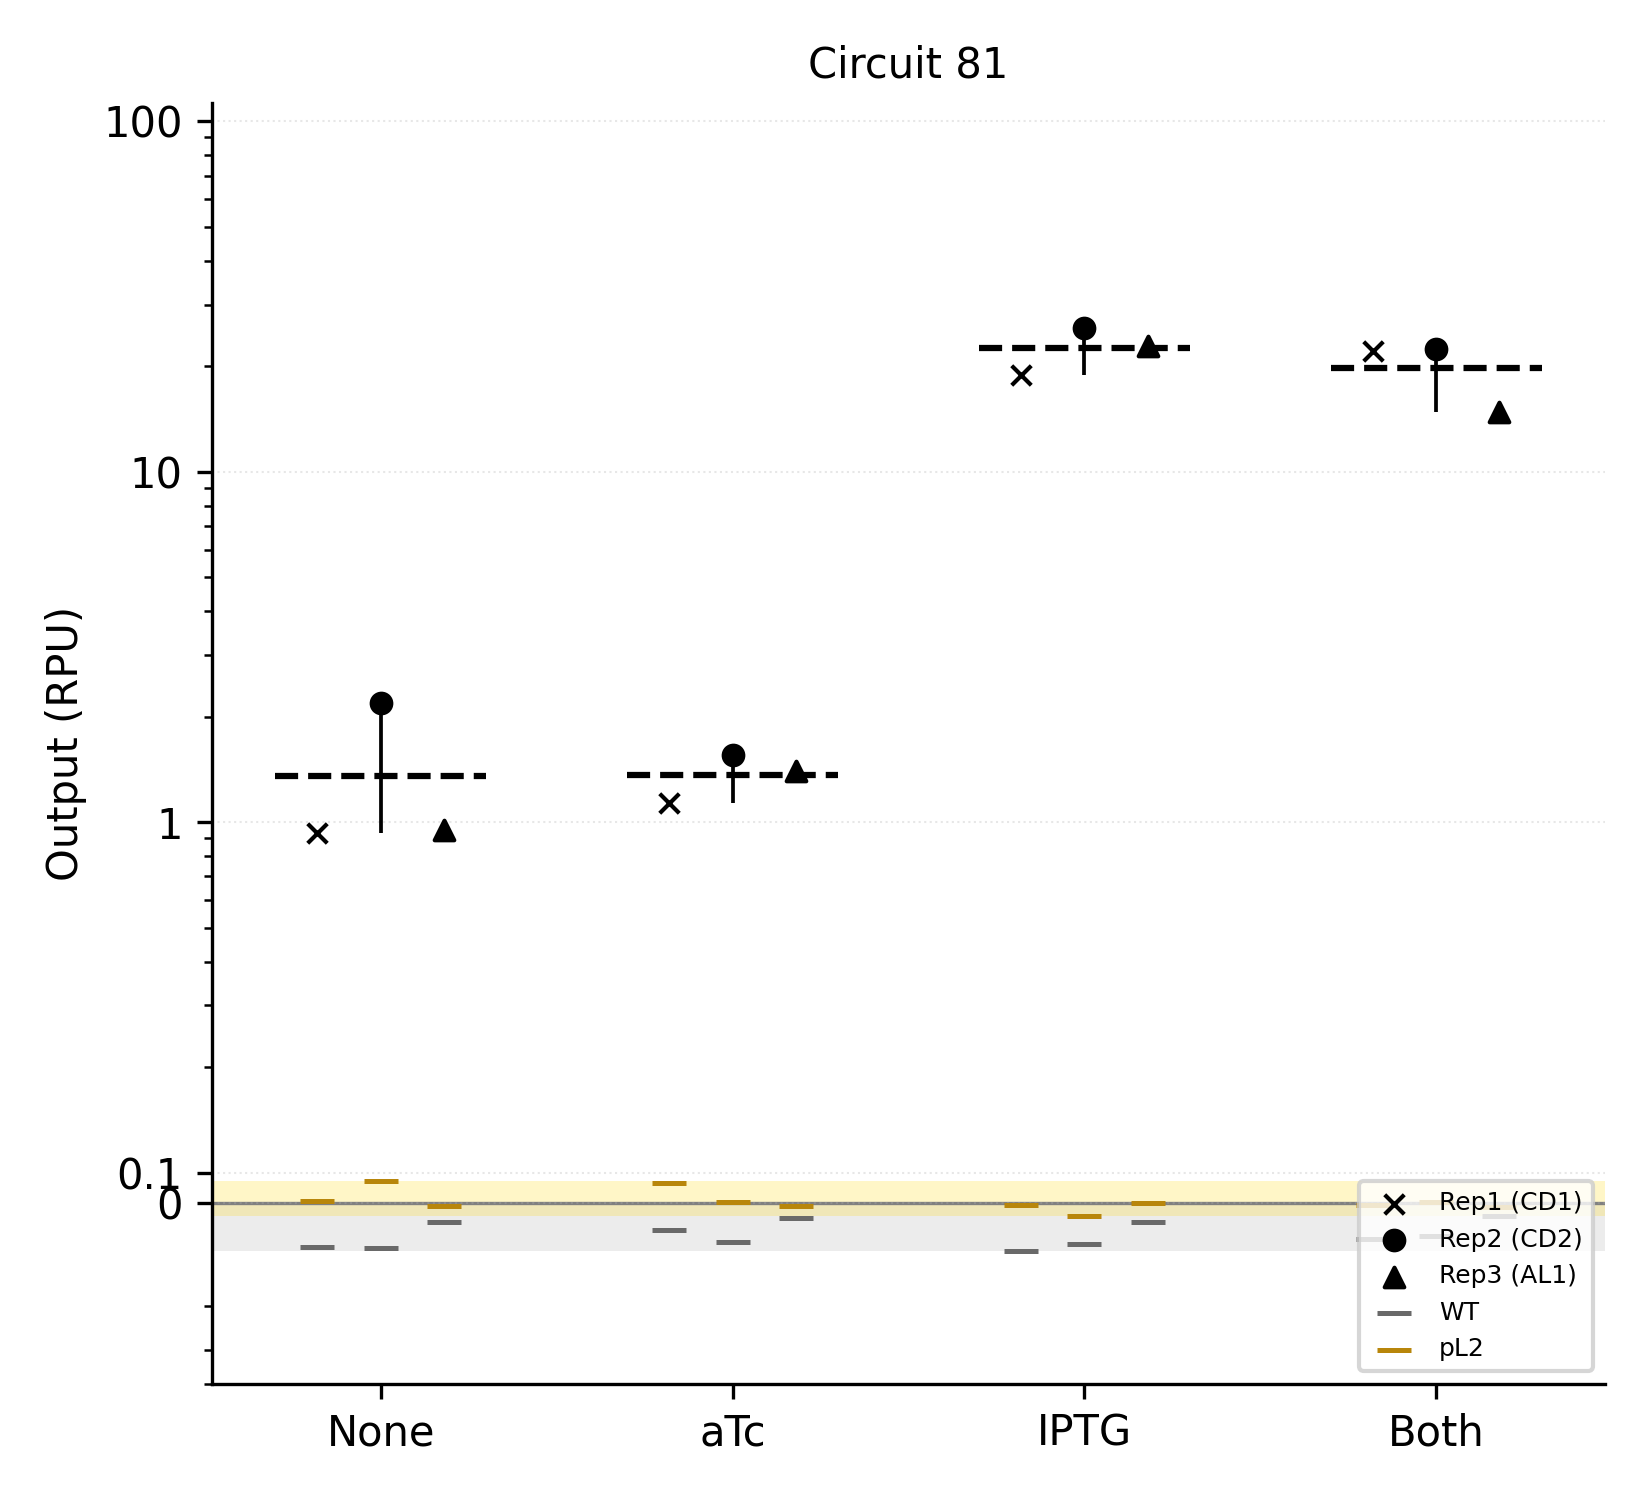 Circuit 81
100
10
1
0.1
0
Output (RPU)
None
aTc
IPTG
Both
Rep1 (CD1)
Rep2 (CD2)
Rep3 (AL1)
WT
pL2